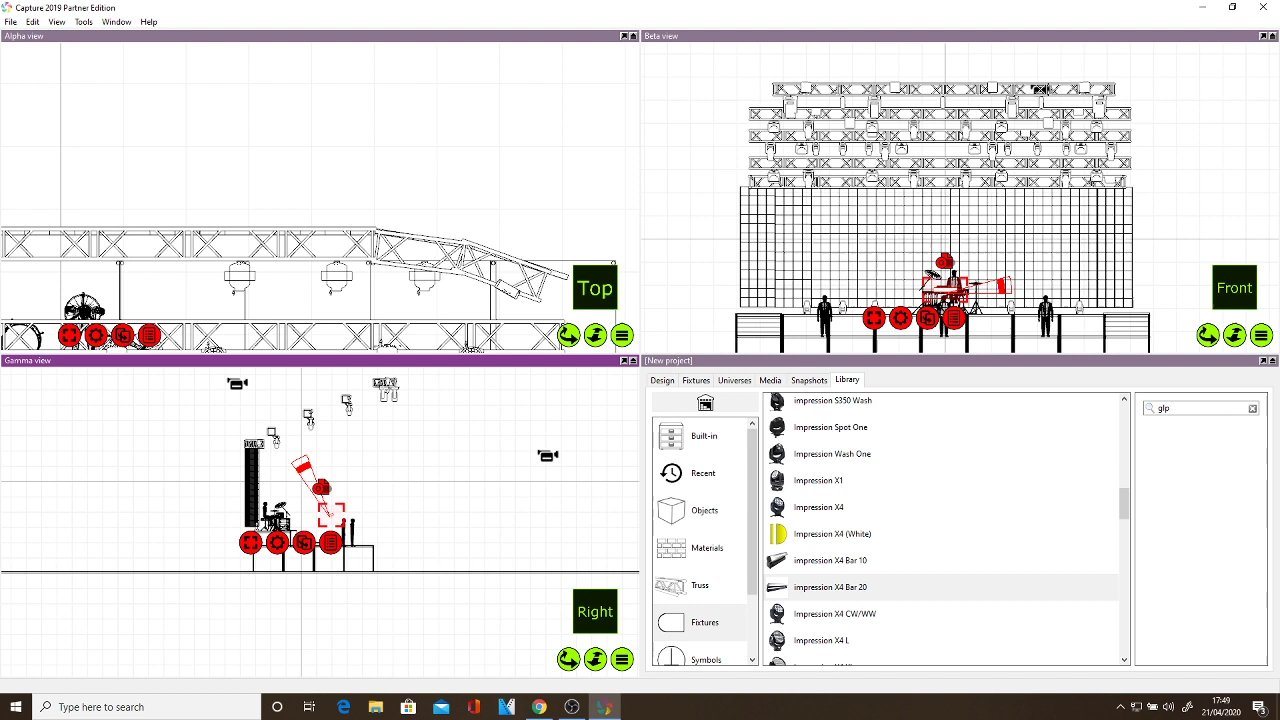 Capture 2019 Partner Edition
File Edit View Tools Window Help
Alpha view
Beta view
Top
Front
Gamma view
[New project]
Design Fixtures Universes Media Snapshots Library
Built-in
Recent
Objects
Materials
Truss
Fixtures
Symbols
impression S350 Wash
Impression Spot One
Impression Wash One
Impression X1
Impression X4
Impression X4 (White)
impression X4 Bar 10
impression X4 Bar 20
Impression X4 CW/WW
Impression X4 L
glp
Right
Type here to search
17:49
21/04/2020